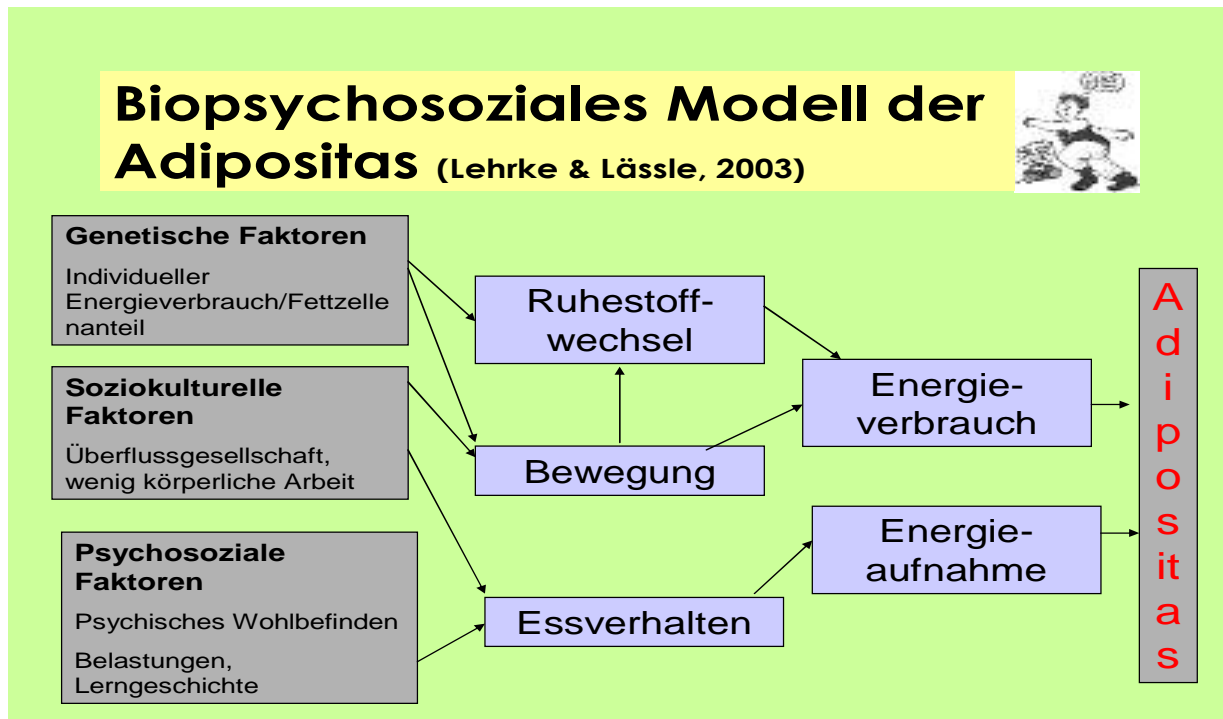 Biopsychosoziales Modell der
Adipositas (Lehrke & Lässle, 2003)
Genetische Faktoren
Individueller
Energieverbrauch/Fettzelle
nanteil
Soziokulturelle
Faktoren
Überflussgesellschaft,
wenig körperliche Arbeit
Psychosoziale
Faktoren
Psychisches Wohlbefinden
Belastungen,
Lerngeschichte
Ruhestoff-
wechsel
Bewegung
Essverhalten
Energie-
verbrauch
Energie-
aufnahme
A
d
i
p
o
s
it
a
s